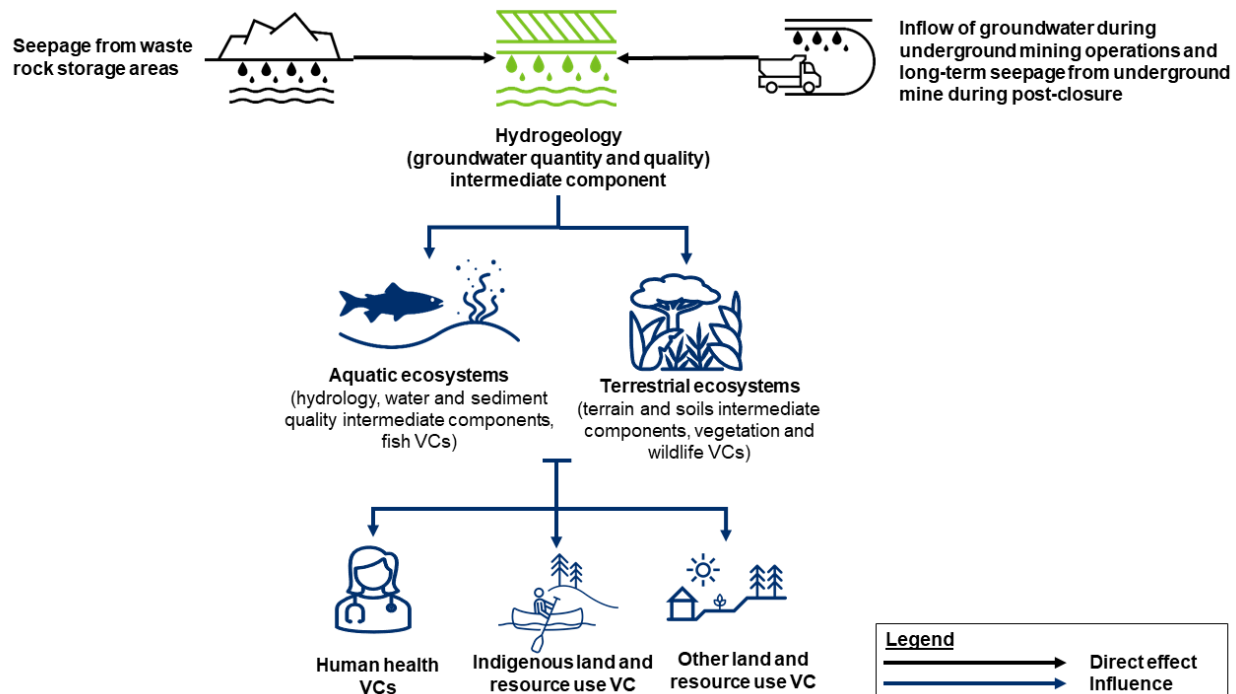 Seepage from waste
rock storage areas
Inflow of groundwater during
underground mining operations and
long-term seepage from underground
mine during post-closure
Hydrogeology
(groundwater quantity and quality)
intermediate component
Aquatic ecosystems
(hydrology, water and sediment
quality intermediate components,
fish VCs)
Terrestrial ecosystems
(terrain and soils intermediate
components, vegetation and
wildlife VCs)
Human health
VCs
Indigenous land and
resource use VC
Other land and
resource use VC
Legend
Direct effect
Influence